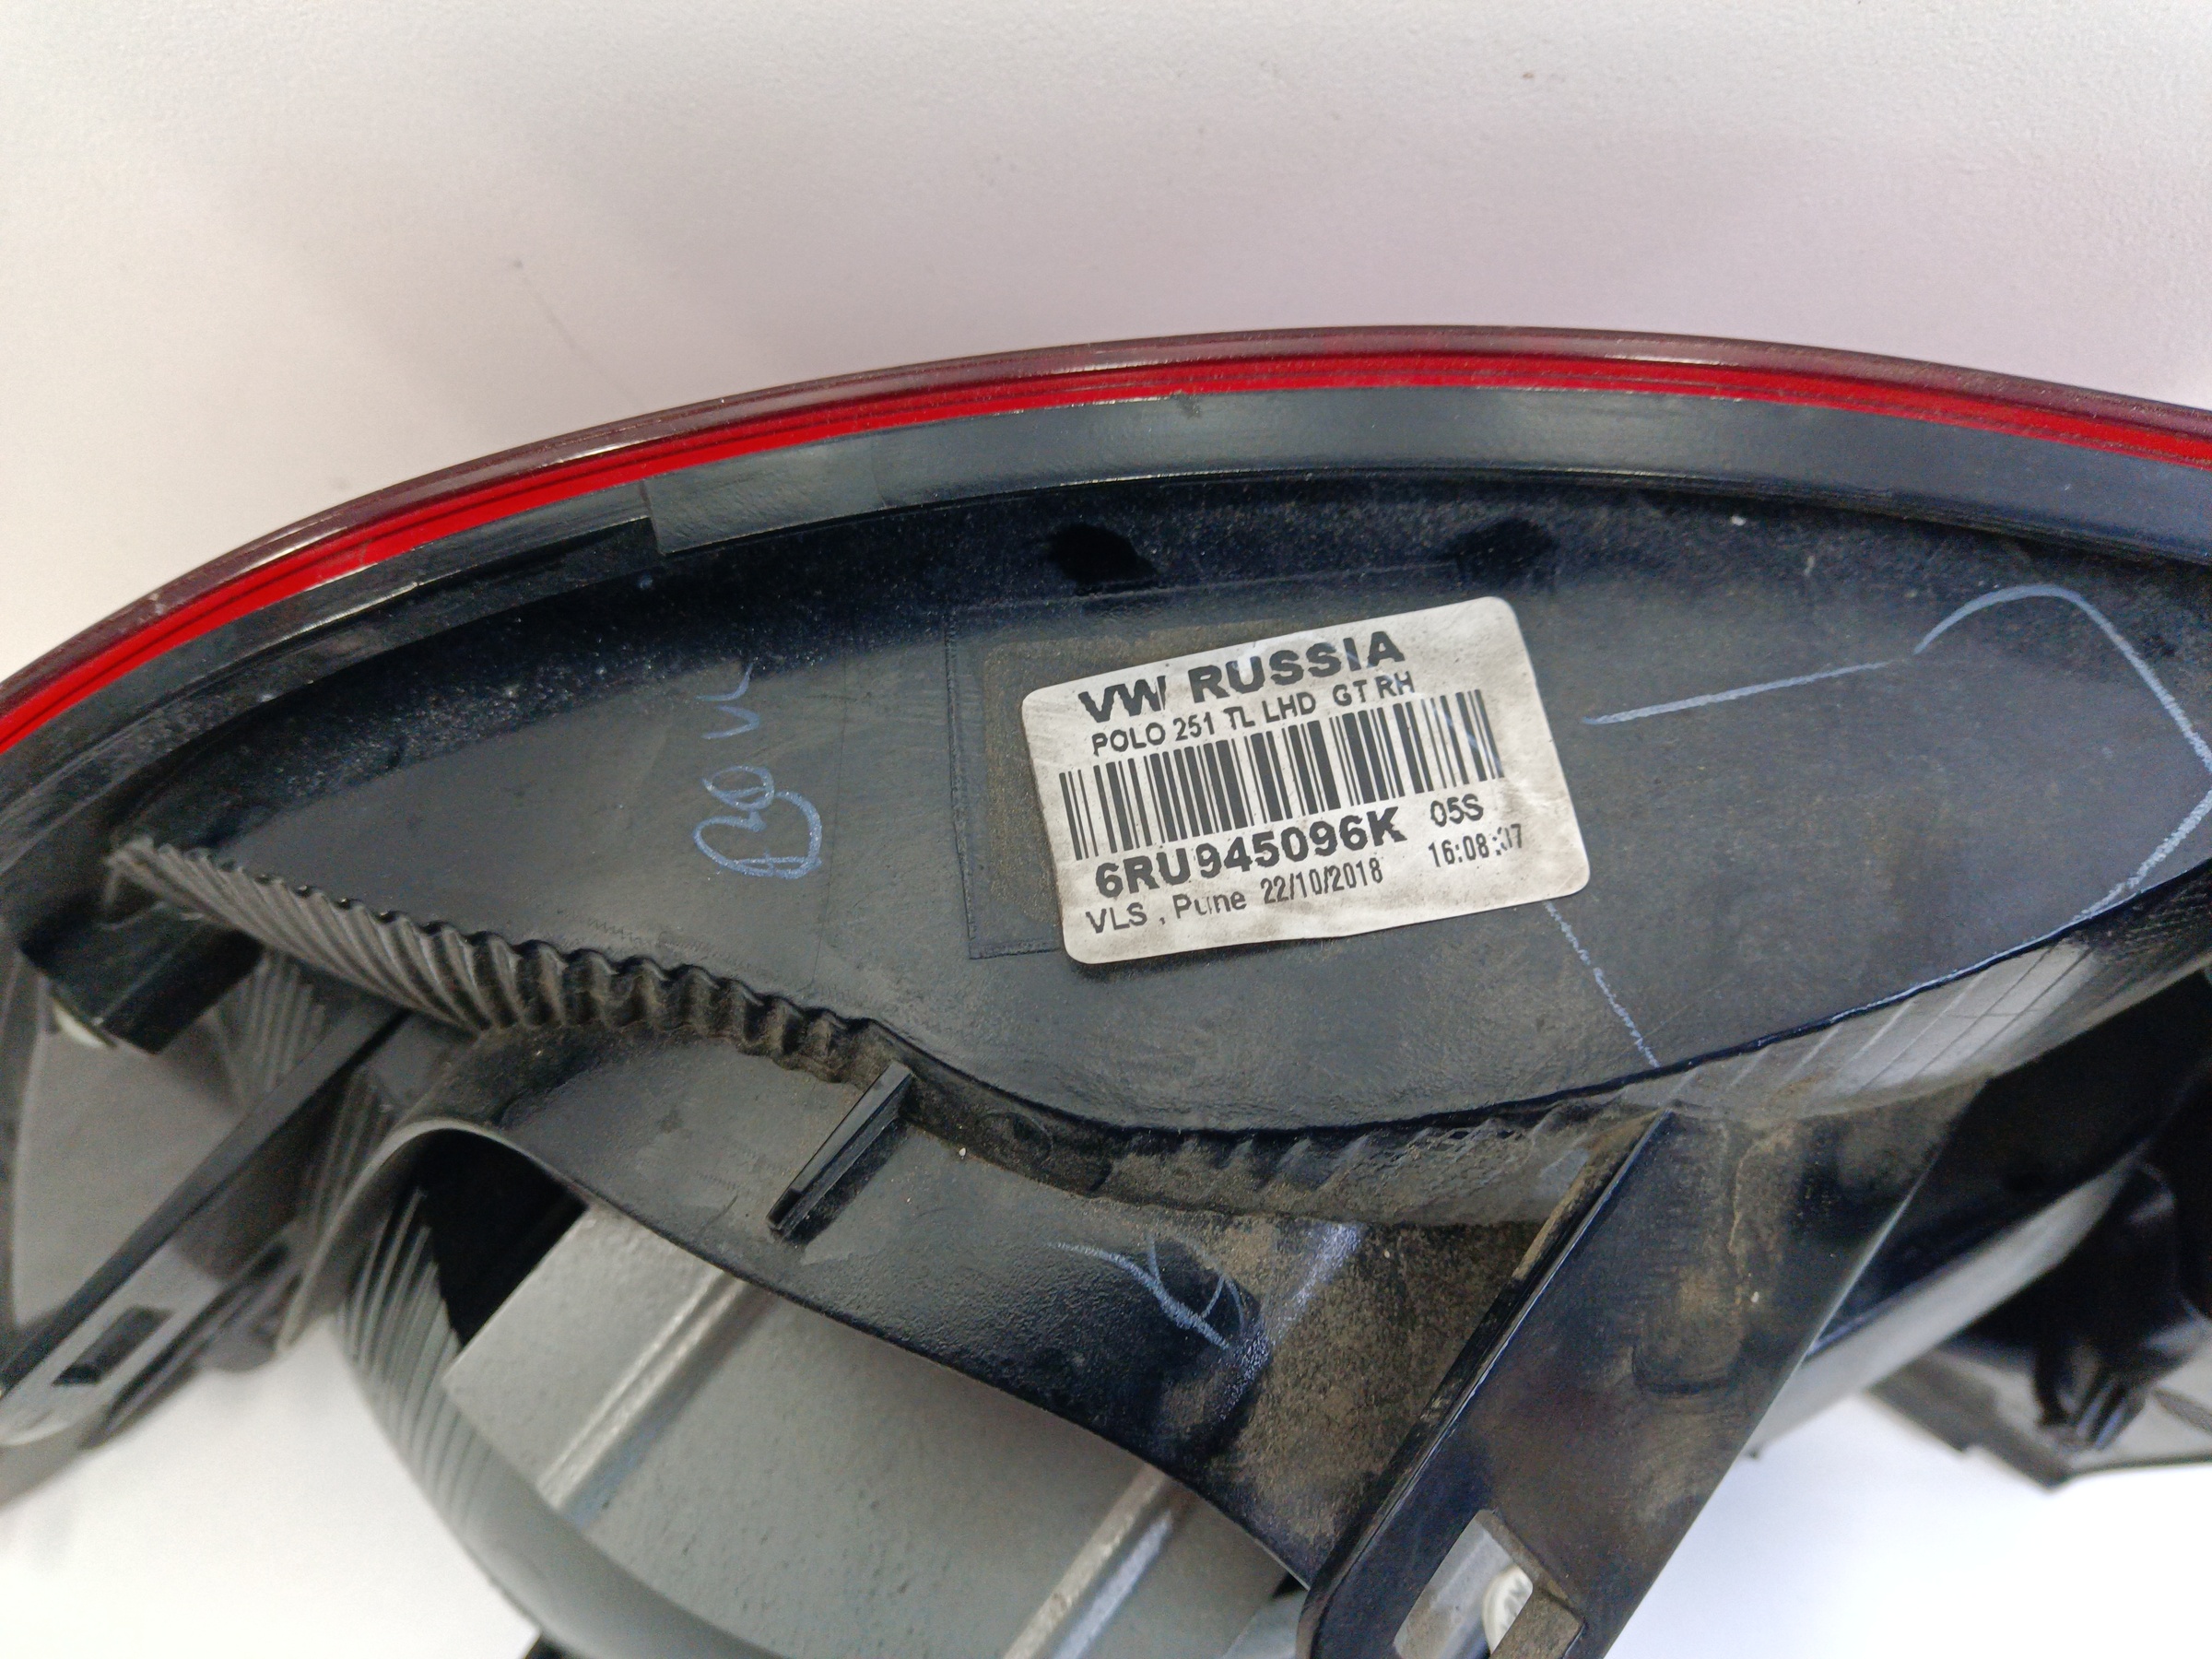 VW RUSSIA
POLO 251 TL LHD GT RH
6RU945096K 05S
VLS , Pune 22/10/2018 16:08:37